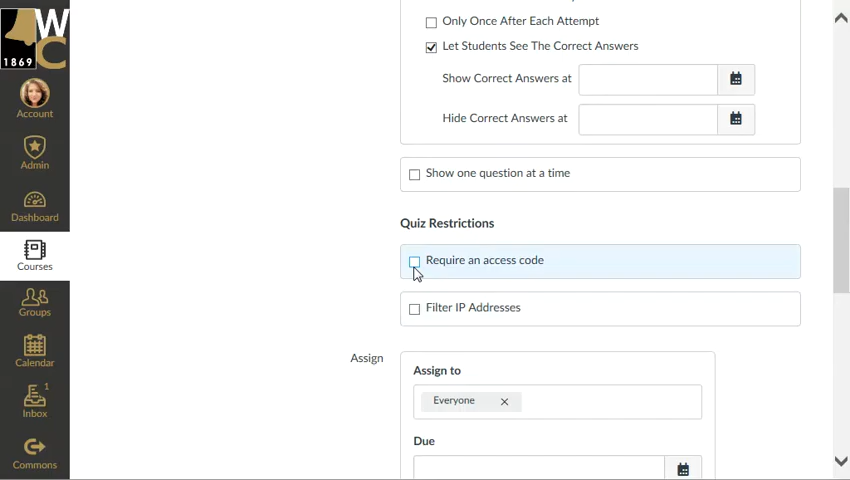 W
C
1869
Account
Admin
Dashboard
Courses
Groups
Calendar
1
Inbox
Commons
Only Once After Each Attempt
Let Students See The Correct Answers
Show Correct Answers at
Hide Correct Answers at
Show one question at a time
Quiz Restrictions
Require an access code
Filter IP Addresses
Assign
Assign to
Everyone
Due